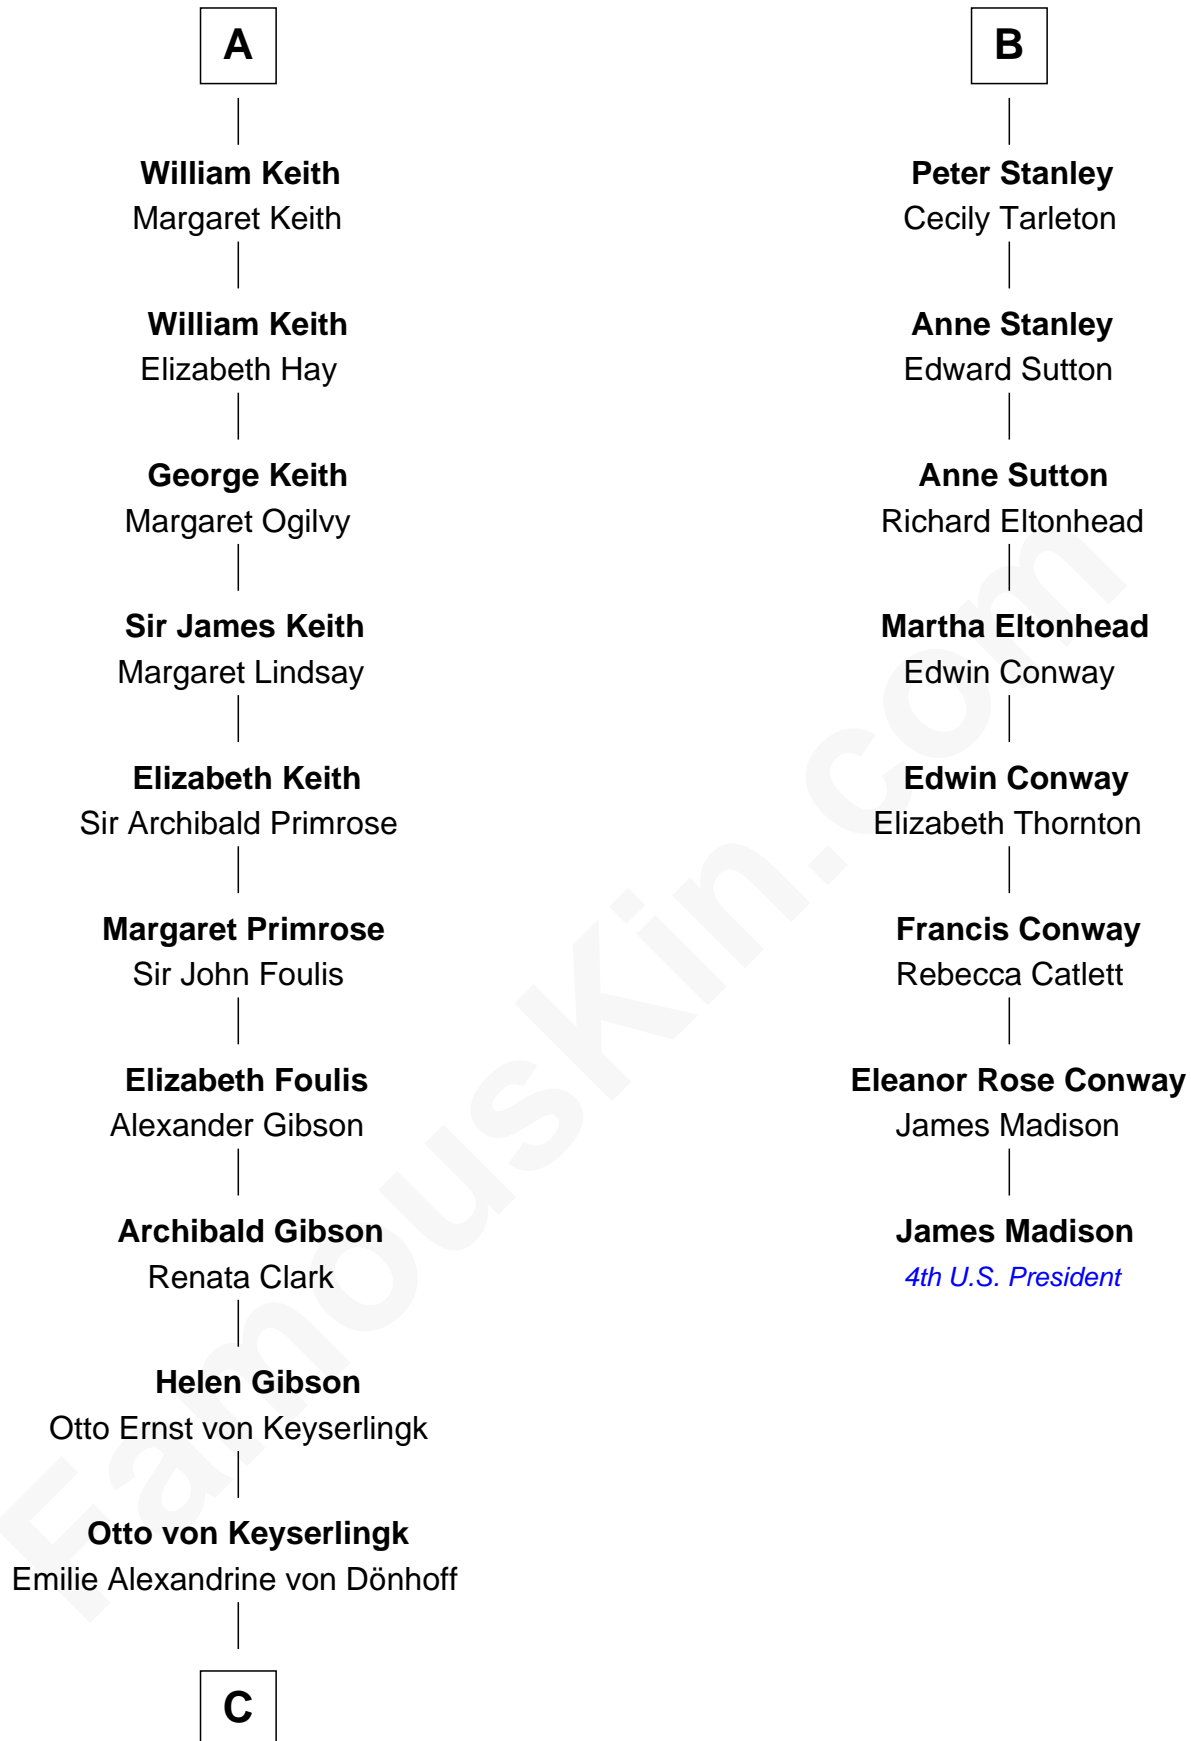 A
William Keith
Margaret Keith
William Keith
Elizabeth Hay
George Keith
Margaret Ogilvy
Sir James Keith
Margaret Lindsay
Elizabeth Keith
Sir Archibald Primrose
Margaret Primrose
Sir John Foulis
Elizabeth Foulis
Alexander Gibson
Archibald Gibson
Renata Clark
Helen Gibson
Otto Ernst von Keyserlingk
Otto von Keyserlingk
Emilie Alexandrine von Dönhoff
C
B
Peter Stanley
Cecily Tarleton
Anne Stanley
Edward Sutton
Anne Sutton
Richard Eltonhead
Martha Eltonhead
Edwin Conway
Edwin Conway
Elizabeth Thornton
Francis Conway
Rebecca Catlett
Eleanor Rose Conway
James Madison
James Madison
4th U.S. President
FamousKin.com